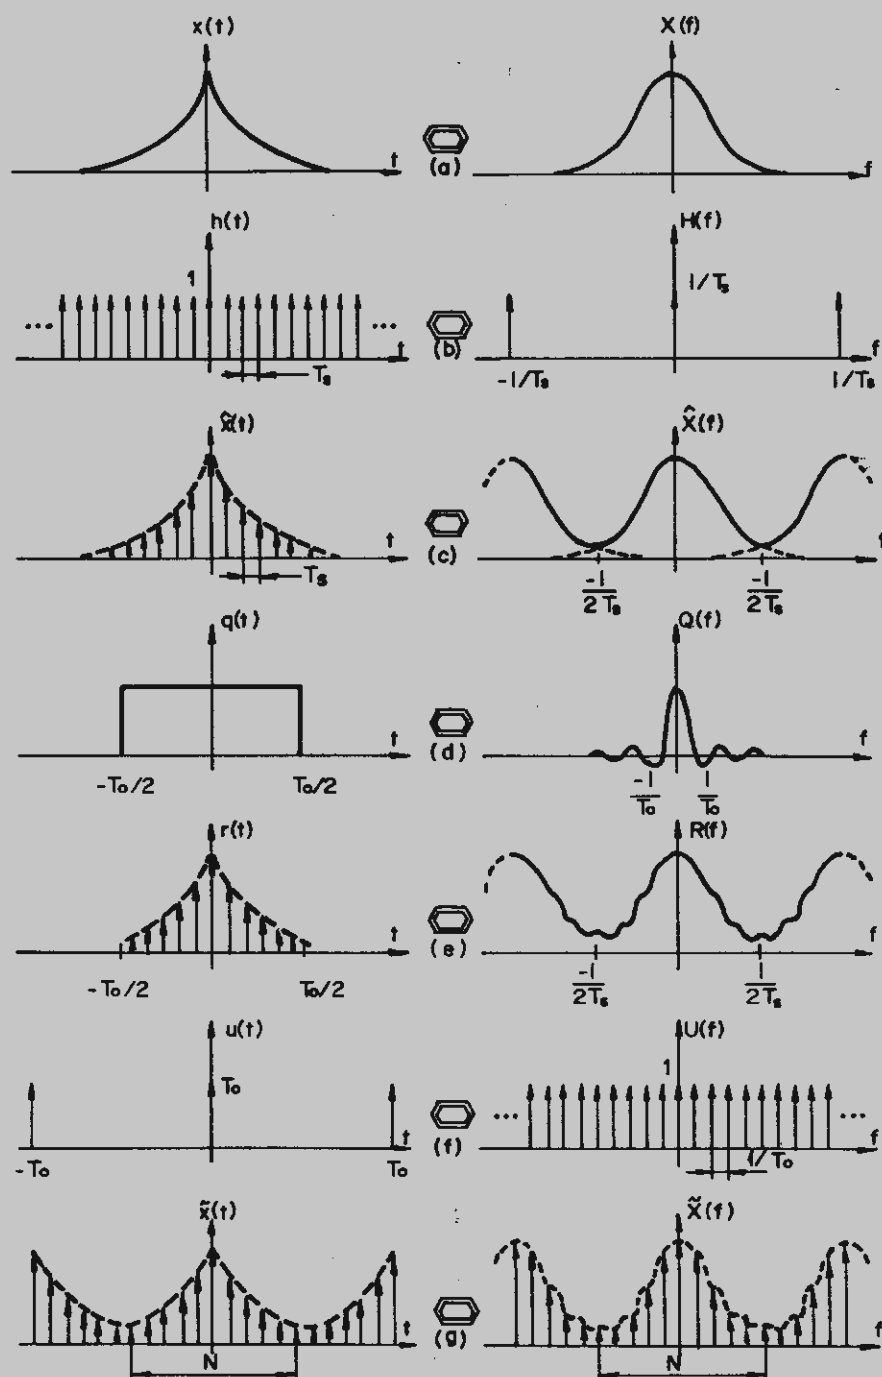 x(t) X(f)
t f
(a)
h(t) H(f)
1 1/Ts
... ... t f
(b)
Ts -1/Ts 1/Ts
x̂(t) X̂(f)
t f
(c)
Ts -1/2Ts -1/2Ts
q(t) Q(f)
t f
(d)
-To/2 To/2 -1/To 1/To
r(t) R(f)
t f
(e)
-To/2 To/2 -1/2Ts 1/2Ts
u(t) U(f)
1
To
... ...
t f
(f)
-To To 1/To
x̃(t) X̃(f)
t f
(g)
N N